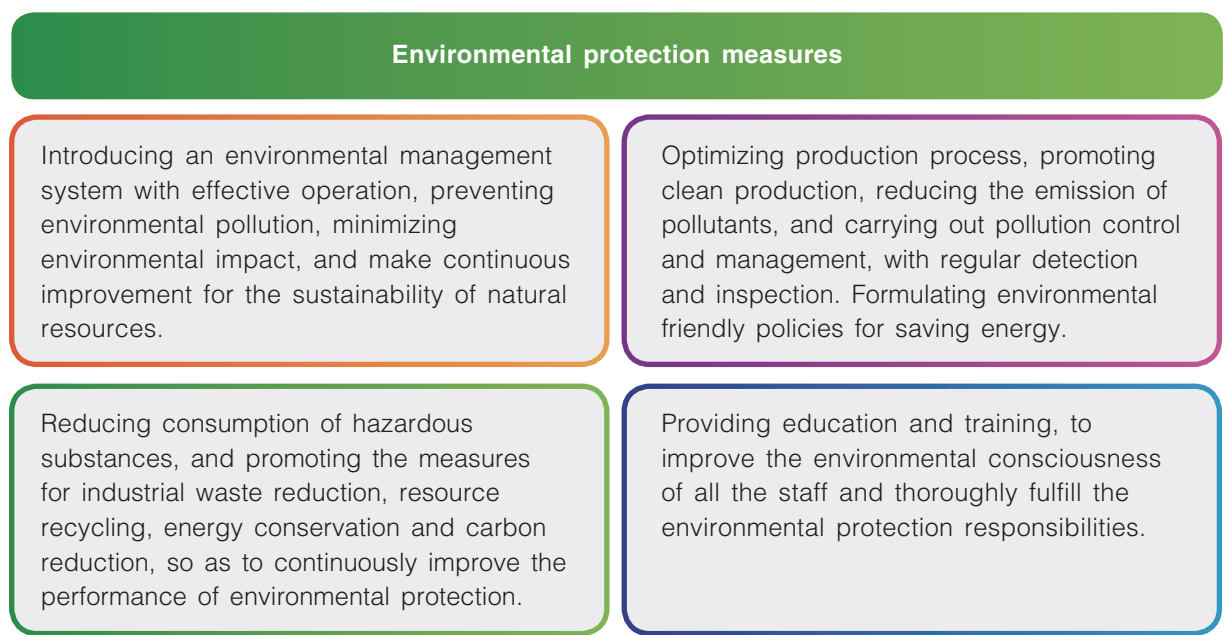 Environmental protection measures
Introducing an environmental management
system with effective operation, preventing
environmental pollution, minimizing
environmental impact, and make continuous
improvement for the sustainability of natural
resources.
Optimizing production process, promoting
clean production, reducing the emission of
pollutants, and carrying out pollution control
and management, with regular detection
and inspection. Formulating environmental
friendly policies for saving energy.
Reducing consumption of hazardous
substances, and promoting the measures
for industrial waste reduction, resource
recycling, energy conservation and carbon
reduction, so as to continuously improve the
performance of environmental protection.
Providing education and training, to
improve the environmental consciousness
of all the staff and thoroughly fulfill the
environmental protection responsibilities.